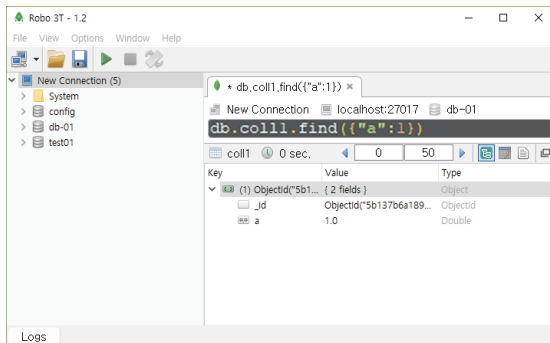 Robo 3T - 1.2
File View Options Window Help
New Connection (5)
System
config
db-01
test01
* db.coll1.find({"a":1}) ×
New Connection localhost:27017 db-01
db.coll1.find({"a":1})
coll1 0 sec. 0 50
Key Value Type
(1) ObjectId("5b1... { 2 fields } Object
_id ObjectId("5b137b6a189... ObjectId
a 1.0 Double
Logs